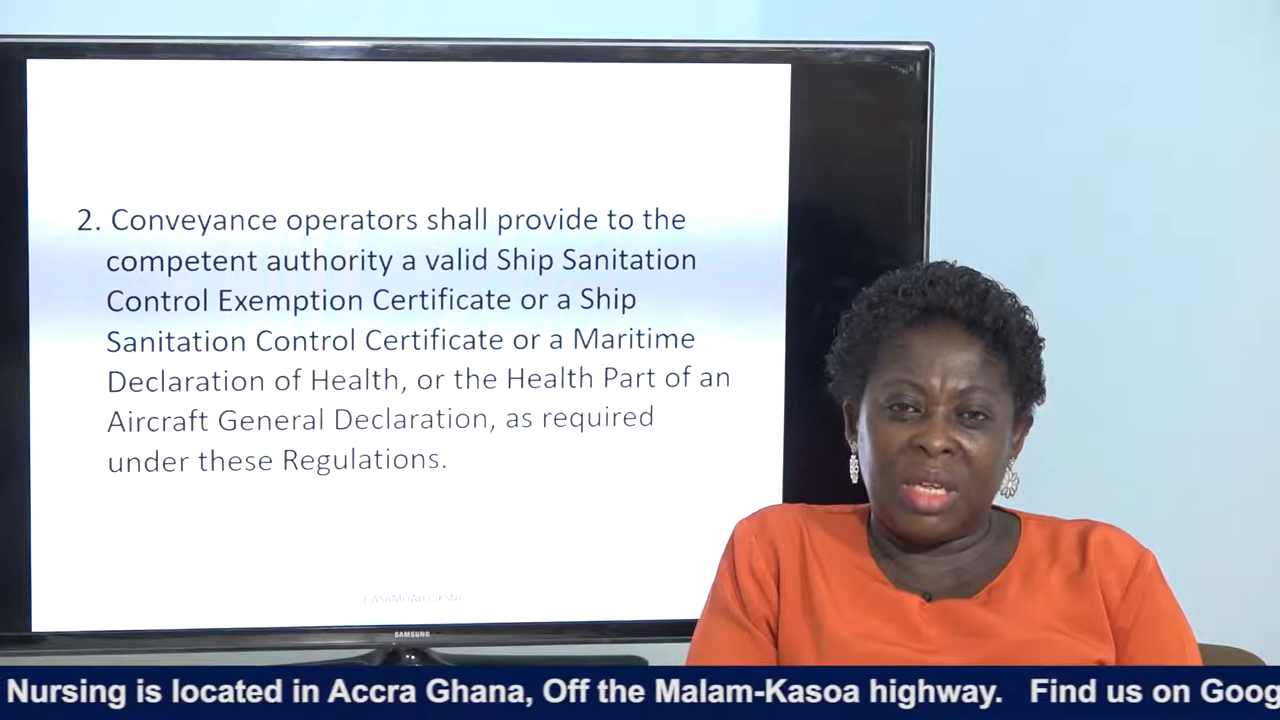 2. Conveyance operators shall provide to the
competent authority a valid Ship Sanitation
Control Exemption Certificate or a Ship
Sanitation Control Certificate or a Maritime
Declaration of Health, or the Health Part of an
Aircraft General Declaration, as required
under these Regulations.
SAMSUNG
Nursing is located in Accra Ghana, Off the Malam-Kasoa highway. Find us on Goog